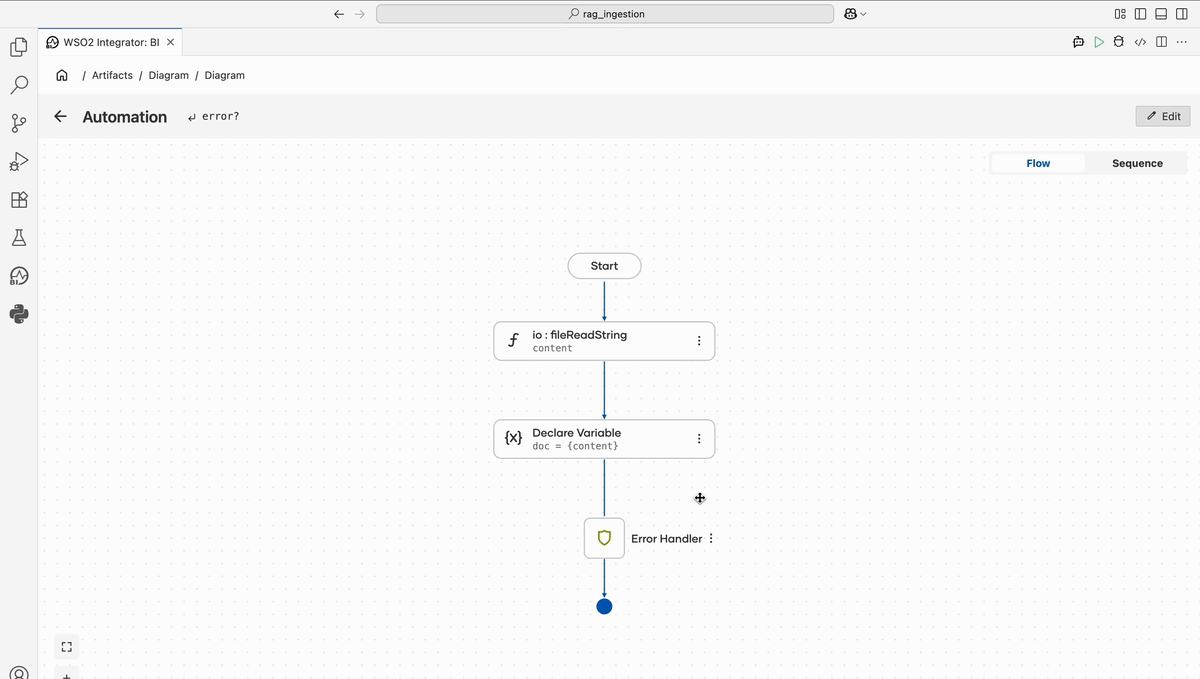 rag_ingestion
WSO2 Integrator: BI
/ Artifacts / Diagram / Diagram
Automation
error?
Edit
Flow
Sequence
Start
io : fileReadString
content
{x}
Declare Variable
doc = {content}
Error Handler
BI